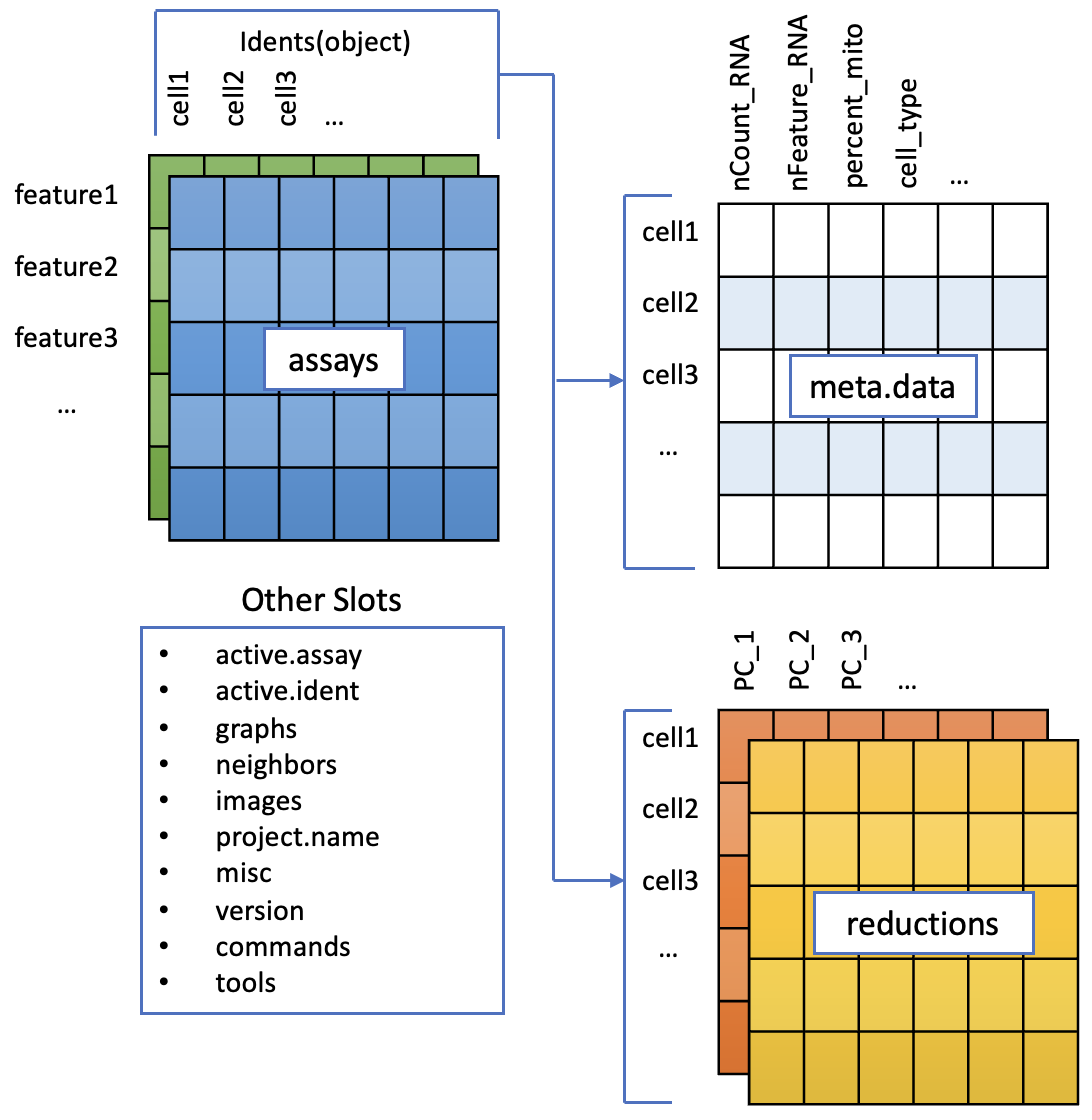 Idents(object)
cell1
cell2
cell3
...
feature1
feature2
feature3
...
assays
nCount_RNA
nFeature_RNA
percent_mito
cell_type
...
cell1
cell2
cell3
...
meta.data
Other Slots
• active.assay
• active.ident
• graphs
• neighbors
• images
• project.name
• misc
• version
• commands
• tools
PC_1
PC_2
PC_3
...
cell1
cell2
cell3
...
reductions